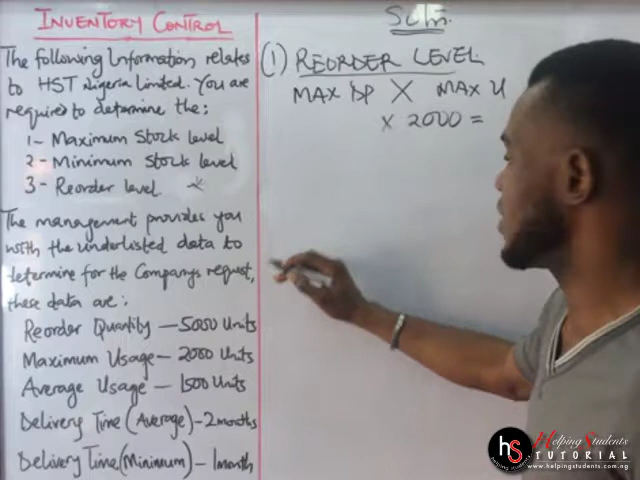 INVENTORY CONTROL
The following Information relates
to HST Nigeria Limited. You are
required to determine the:
1- Maximum Stock level
2- Minimum Stock level
3- Reorder level
The management provides you
with the underlisted data to
determine for the Companys request,
these data are:
Reorder Quantity - 5000 Units
Maximum Usage - 2000 Units
Average Usage - 1500 Units
Delivery Time (Average) - 2 months
Delivery Time (Minimum) - 1 month
Soln.
(1) REORDER LEVEL
MAX DP X MAX U
x 2000 =
hS
helping students
Helping Students
TUTORIAL
www.helpingstudents.com.ng